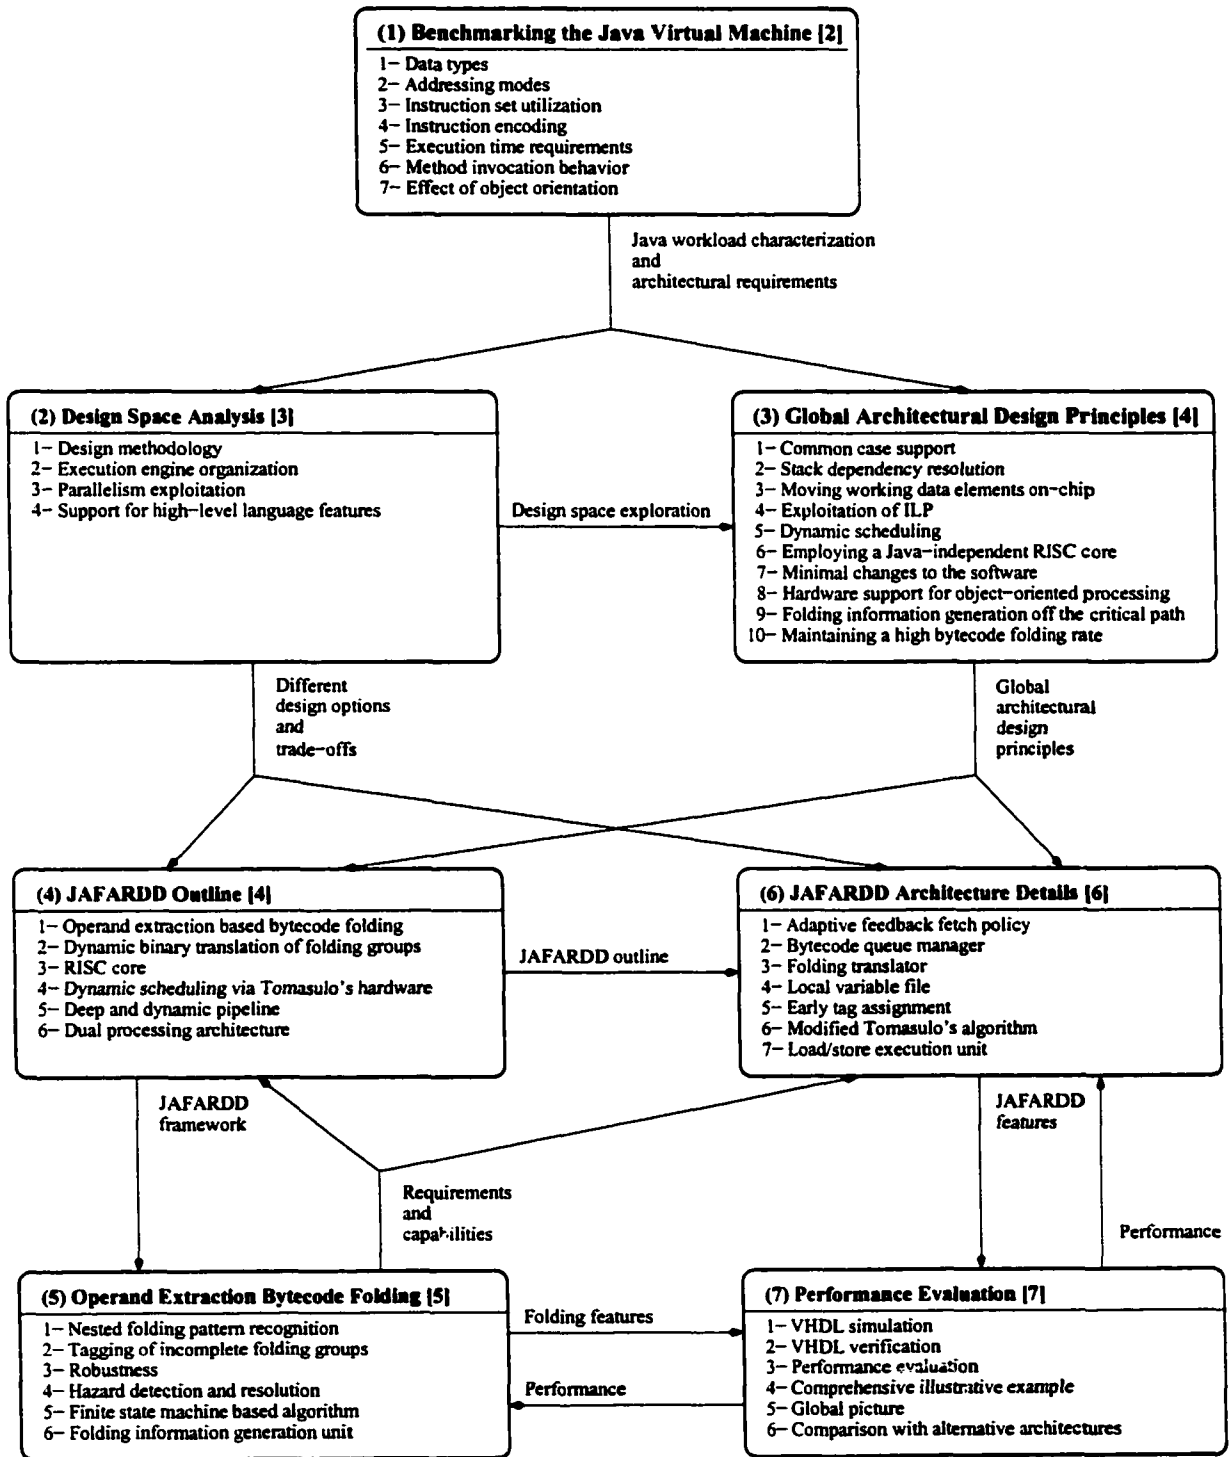 (1) Benchmarking the Java Virtual Machine [2]
1− Data types
2− Addressing modes
3− Instruction set utilization
4− Instruction encoding
5− Execution time requirements
6− Method invocation behavior
7− Effect of object orientation
Java workload characterization
and
architectural requirements
(2) Design Space Analysis [3]
1− Design methodology
2− Execution engine organization
3− Parallelism exploitation
4− Support for high−level language features
Design space exploration
(3) Global Architectural Design Principles [4]
1− Common case support
2− Stack dependency resolution
3− Moving working data elements on−chip
4− Exploitation of ILP
5− Dynamic scheduling
6− Employing a Java−independent RISC core
7− Minimal changes to the software
8− Hardware support for object−oriented processing
9− Folding information generation off the critical path
10− Maintaining a high bytecode folding rate
Different
design options
and
trade−offs
Global
architectural
design
principles
(4) JAFARDD Outline [4]
1− Operand extraction based bytecode folding
2− Dynamic binary translation of folding groups
3− RISC core
4− Dynamic scheduling via Tomasulo's hardware
5− Deep and dynamic pipeline
6− Dual processing architecture
JAFARDD outline
(6) JAFARDD Architecture Details [6]
1− Adaptive feedback fetch policy
2− Bytecode queue manager
3− Folding translator
4− Local variable file
5− Early tag assignment
6− Modified Tomasulo's algorithm
7− Load/store execution unit
JAFARDD
framework
JAFARDD
features
Requirements
and
capabilities
Performance
(5) Operand Extraction Bytecode Folding [5]
1− Nested folding pattern recognition
2− Tagging of incomplete folding groups
3− Robustness
4− Hazard detection and resolution
5− Finite state machine based algorithm
6− Folding information generation unit
Folding features
Performance
(7) Performance Evaluation [7]
1− VHDL simulation
2− VHDL verification
3− Performance evaluation
4− Comprehensive illustrative example
5− Global picture
6− Comparison with alternative architectures